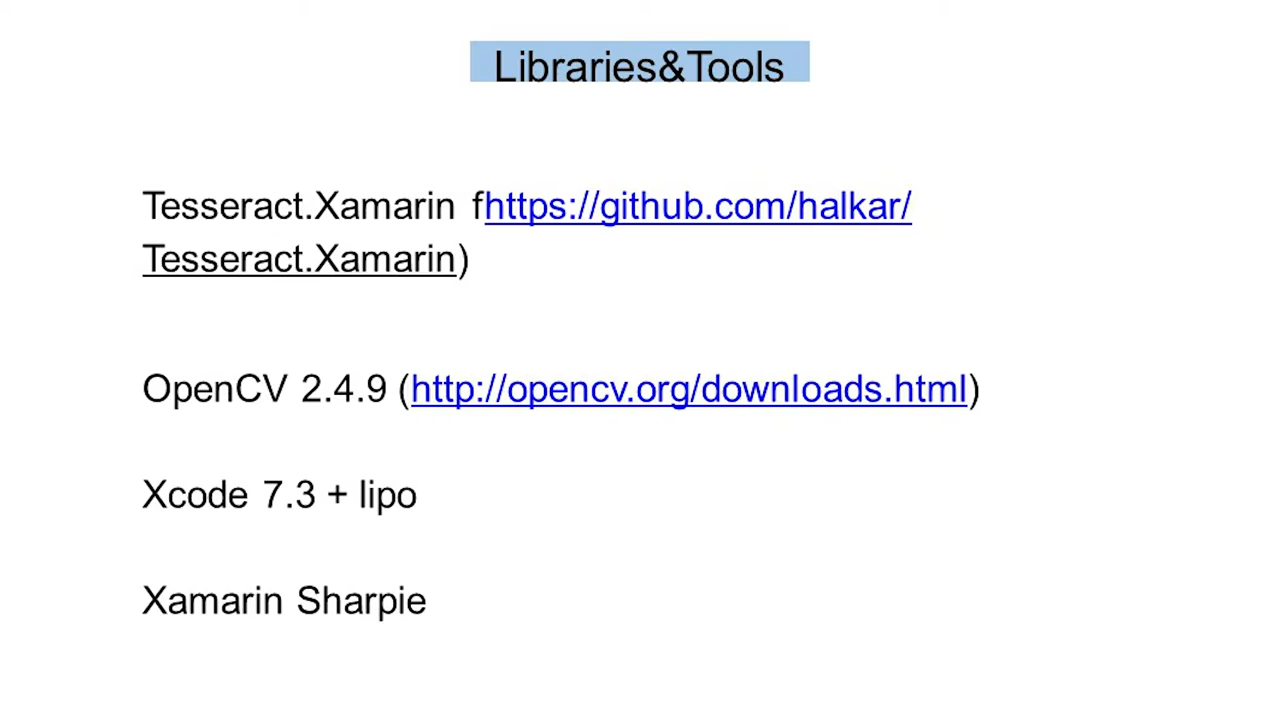 Libraries&Tools
Tesseract.Xamarin fhttps://github.com/halkar/
Tesseract.Xamarin)
OpenCV 2.4.9 (http://opencv.org/downloads.html)
Xcode 7.3 + lipo
Xamarin Sharpie